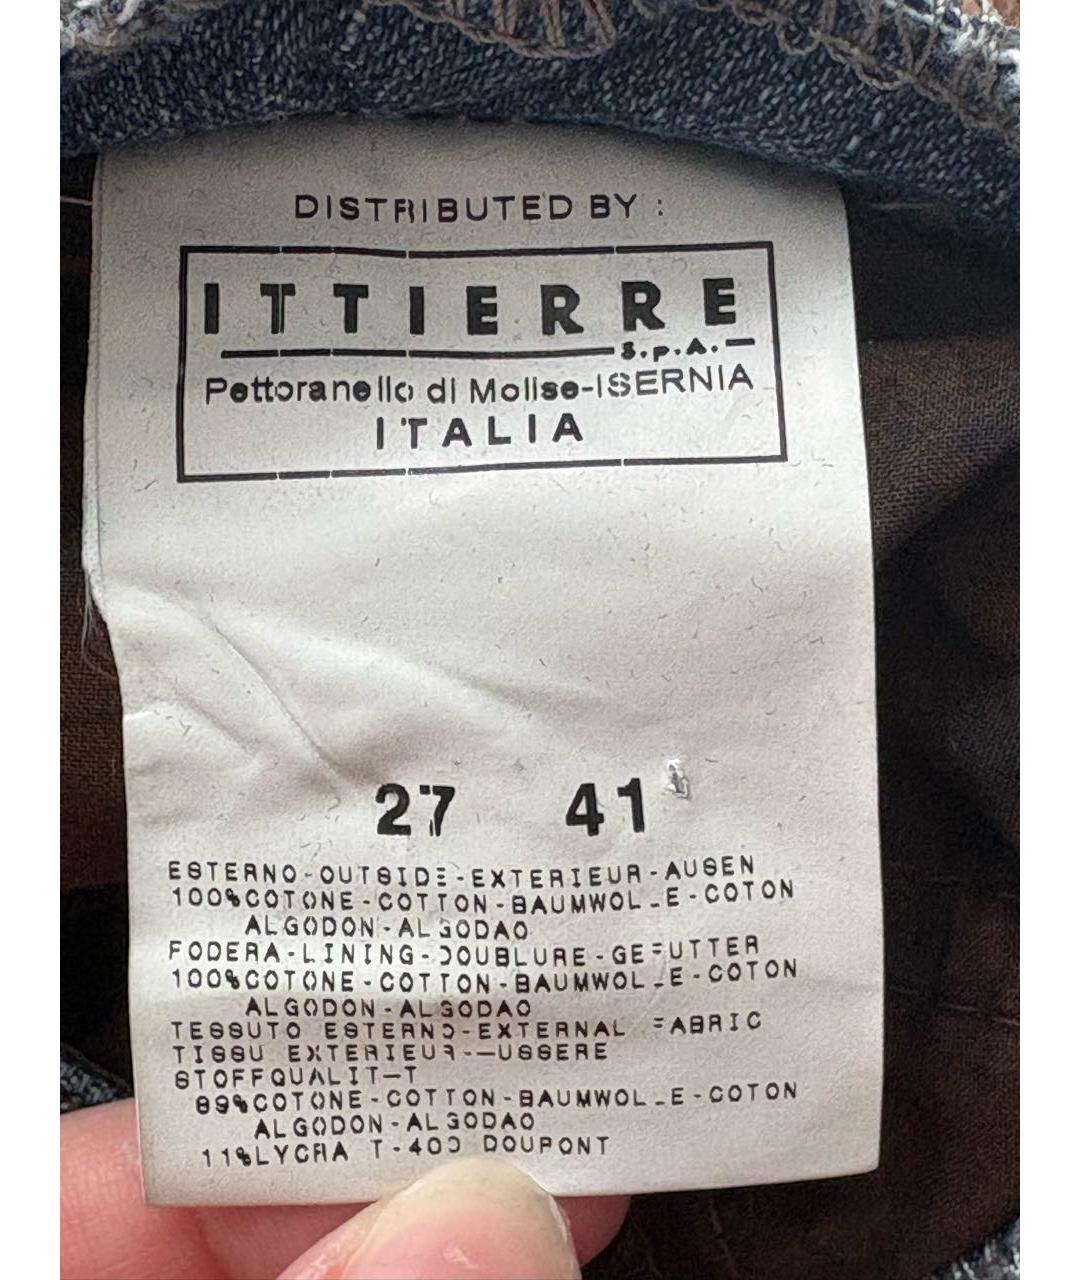 DISTRIBUTED BY :
ITTIERRE
S.p.A.
Pettoranello di Molise-ISERNIA
ITALIA
27 41
ESTERNO-OUTSIDE-EXTERIEUR-AUSEN
100%COTONE-COTTON-BAUMWOLLE-COTON
ALGODON-ALGODAO
FODERA-LINING-DOUBLURE-GEFUTTER
100%COTONE-COTTON-BAUMWOLLE-COTON
ALGODON-ALGODAO
TESSUTO ESTERNO-EXTERNAL FABRIC
TISSU EXTERIEUR-—USSERE
STOFFQUALIT—T
89%COTONE-COTTON-BAUMWOLLE-COTON
ALGODON-ALGODAO
11%LYCRA T-400 DOUPONT